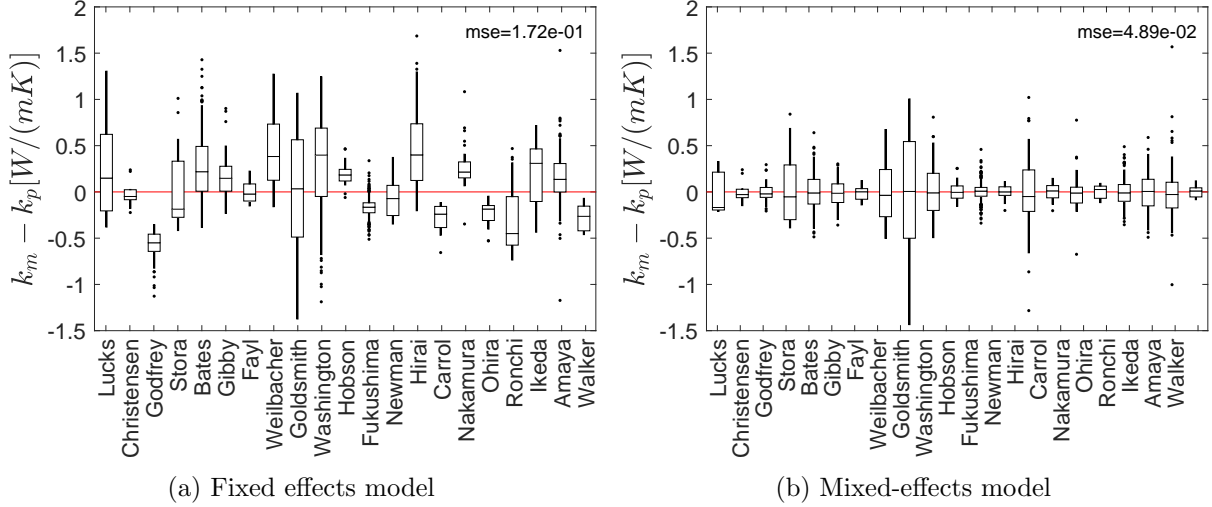 mse=1.72e-01
k_m − k_p[W/(mK)]
2
1.5
1
0.5
0
-0.5
-1
-1.5
Lucks
Christensen
Godfrey
Stora
Bates
Gibby
Fayl
Weilbacher
Goldsmith
Washington
Hobson
Fukushima
Newman
Hirai
Carrol
Nakamura
Ohira
Ronchi
Ikeda
Amaya
Walker
(a) Fixed effects model
mse=4.89e-02
k_m − k_p[W/(mK)]
2
1.5
1
0.5
0
-0.5
-1
-1.5
Lucks
Christensen
Godfrey
Stora
Bates
Gibby
Fayl
Weilbacher
Goldsmith
Washington
Hobson
Fukushima
Newman
Hirai
Carrol
Nakamura
Ohira
Ronchi
Ikeda
Amaya
Walker
(b) Mixed-effects model